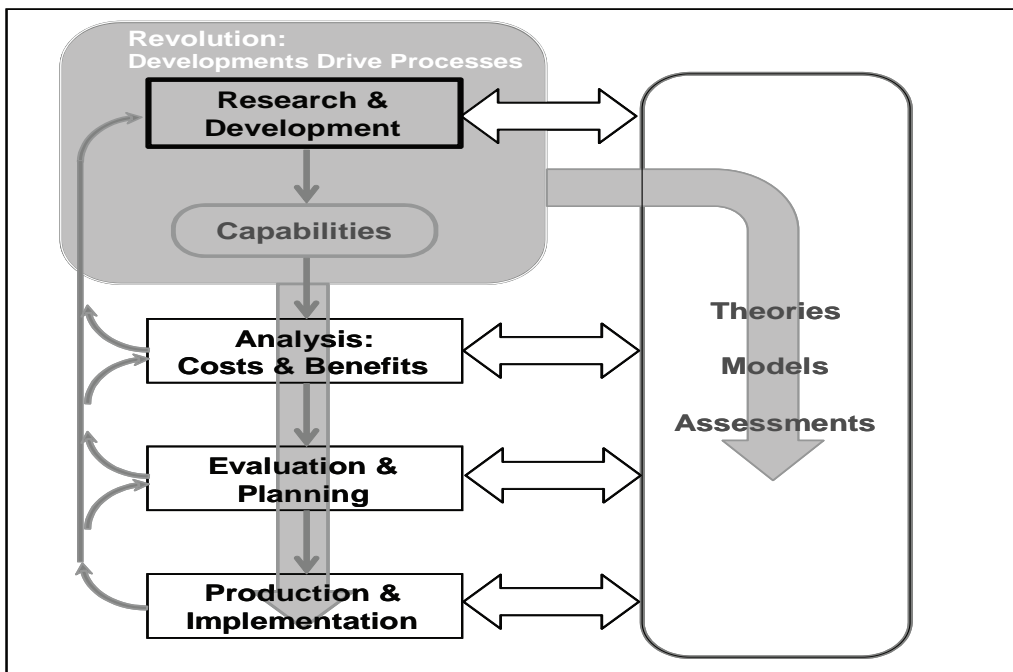 Revolution:
Developments Drive Processes
Research &
Development
Capabilities
Analysis:
Costs & Benefits
Evaluation &
Planning
Production &
Implementation
Theories
Models
Assessments